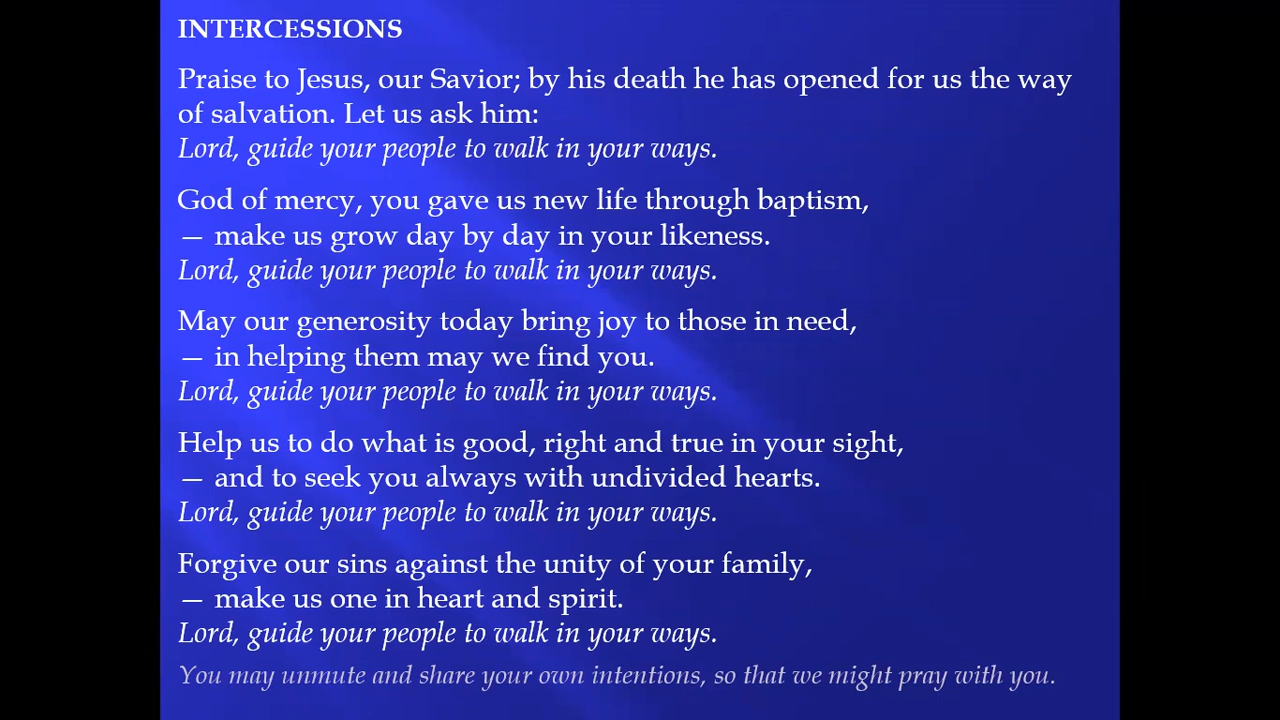 INTERCESSIONS
Praise to Jesus, our Savior; by his death he has opened for us the way
of salvation. Let us ask him:
Lord, guide your people to walk in your ways.
God of mercy, you gave us new life through baptism,
— make us grow day by day in your likeness.
Lord, guide your people to walk in your ways.
May our generosity today bring joy to those in need,
— in helping them may we find you.
Lord, guide your people to walk in your ways.
Help us to do what is good, right and true in your sight,
— and to seek you always with undivided hearts.
Lord, guide your people to walk in your ways.
Forgive our sins against the unity of your family,
— make us one in heart and spirit.
Lord, guide your people to walk in your ways.
You may unmute and share your own intentions, so that we might pray with you.